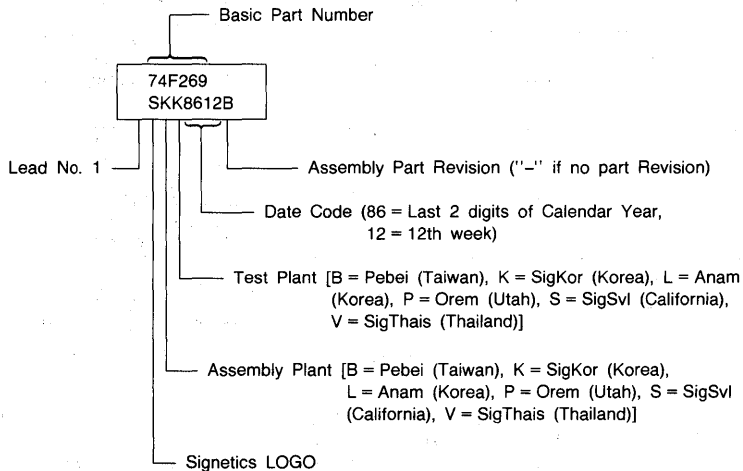 Basic Part Number
74F269
SKK8612B
Lead No. 1
Assembly Part Revision ("-" if no part Revision)
Date Code (86 = Last 2 digits of Calendar Year,
12 = 12th week)
Test Plant [B = Pebei (Taiwan), K = SigKor (Korea), L = Anam
(Korea), P = Orem (Utah), S = SigSvl (California),
V = SigThais (Thailand)]
Assembly Plant [B = Pebei (Taiwan), K = SigKor (Korea),
L = Anam (Korea), P = Orem (Utah), S = SigSvl
(California), V = SigThais (Thailand)]
Signetics LOGO